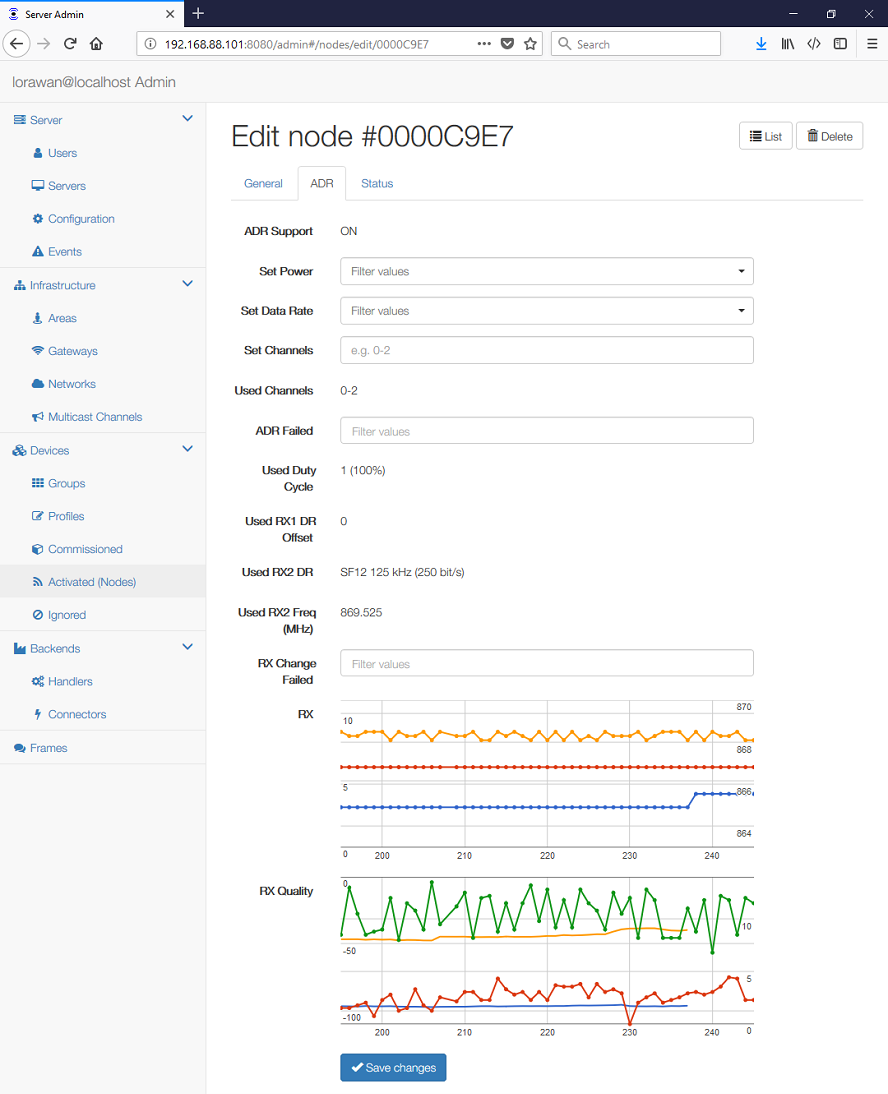 Server Admin
192.168.88.101:8080/admin#/nodes/edit/0000C9E7
Search
lorawan@localhost Admin
Server
Users
Servers
Configuration
Events
Infrastructure
Areas
Gateways
Networks
Multicast Channels
Devices
Groups
Profiles
Commissioned
Activated (Nodes)
Ignored
Backends
Handlers
Connectors
Frames
Edit node #0000C9E7
List
Delete
General
ADR
Status
ADR Support
ON
Set Power
Filter values
Set Data Rate
Filter values
Set Channels
e.g. 0-2
Used Channels
0-2
ADR Failed
Filter values
Used Duty
Cycle
1 (100%)
Used RX1 DR
Offset
0
Used RX2 DR
SF12 125 kHz (250 bit/s)
Used RX2 Freq
(MHz)
869.525
RX Change
Failed
Filter values
RX
870
10
868
5
866
864
0
200 210 220 230 240
RX Quality
0
10
-50
5
-100
0
200 210 220 230 240
Save changes